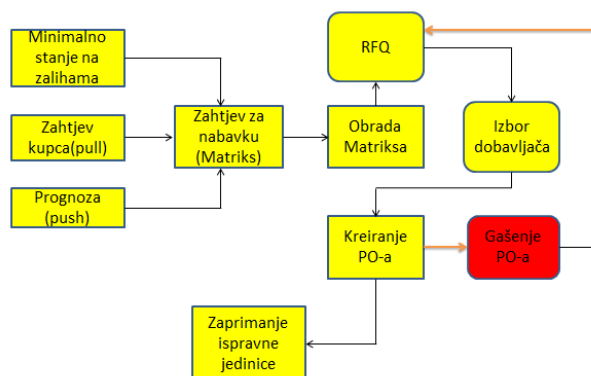 Minimalno
stanje na
zalihama
Zahtjev
kupca(pull)
Prognoza
(push)
Zahtjev za
nabavku
(Matriks)
Obrada
Matriksa
RFQ
Izbor
dobavljača
Kreiranje
PO-a
Gašenje
PO-a
Zaprimanje
ispravne
jedinice